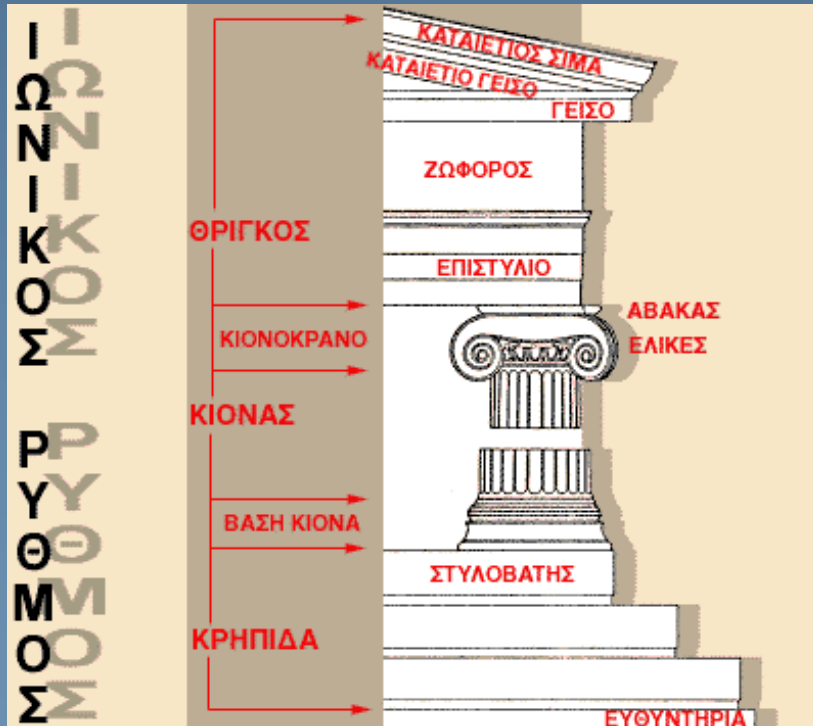 ΙΩΝΙΚΟΣ ΡΥΘΜΟΣ
ΚΑΤΑΙΕΤΙΟΣ ΣΙΜΑ
ΚΑΤΑΙΕΤΙΟ ΓΕΙΣΟ
ΓΕΙΣΟ
ΖΩΦΟΡΟΣ
ΘΡΙΓΚΟΣ
ΕΠΙΣΤΥΛΙΟ
ΑΒΑΚΑΣ
ΚΙΟΝΟΚΡΑΝΟ
ΕΛΙΚΕΣ
ΚΙΟΝΑΣ
ΒΑΣΗ ΚΙΟΝΑ
ΣΤΥΛΟΒΑΤΗΣ
ΚΡΗΠΙΔΑ
ΕΥΘΥΝΤΗΡΙΑ